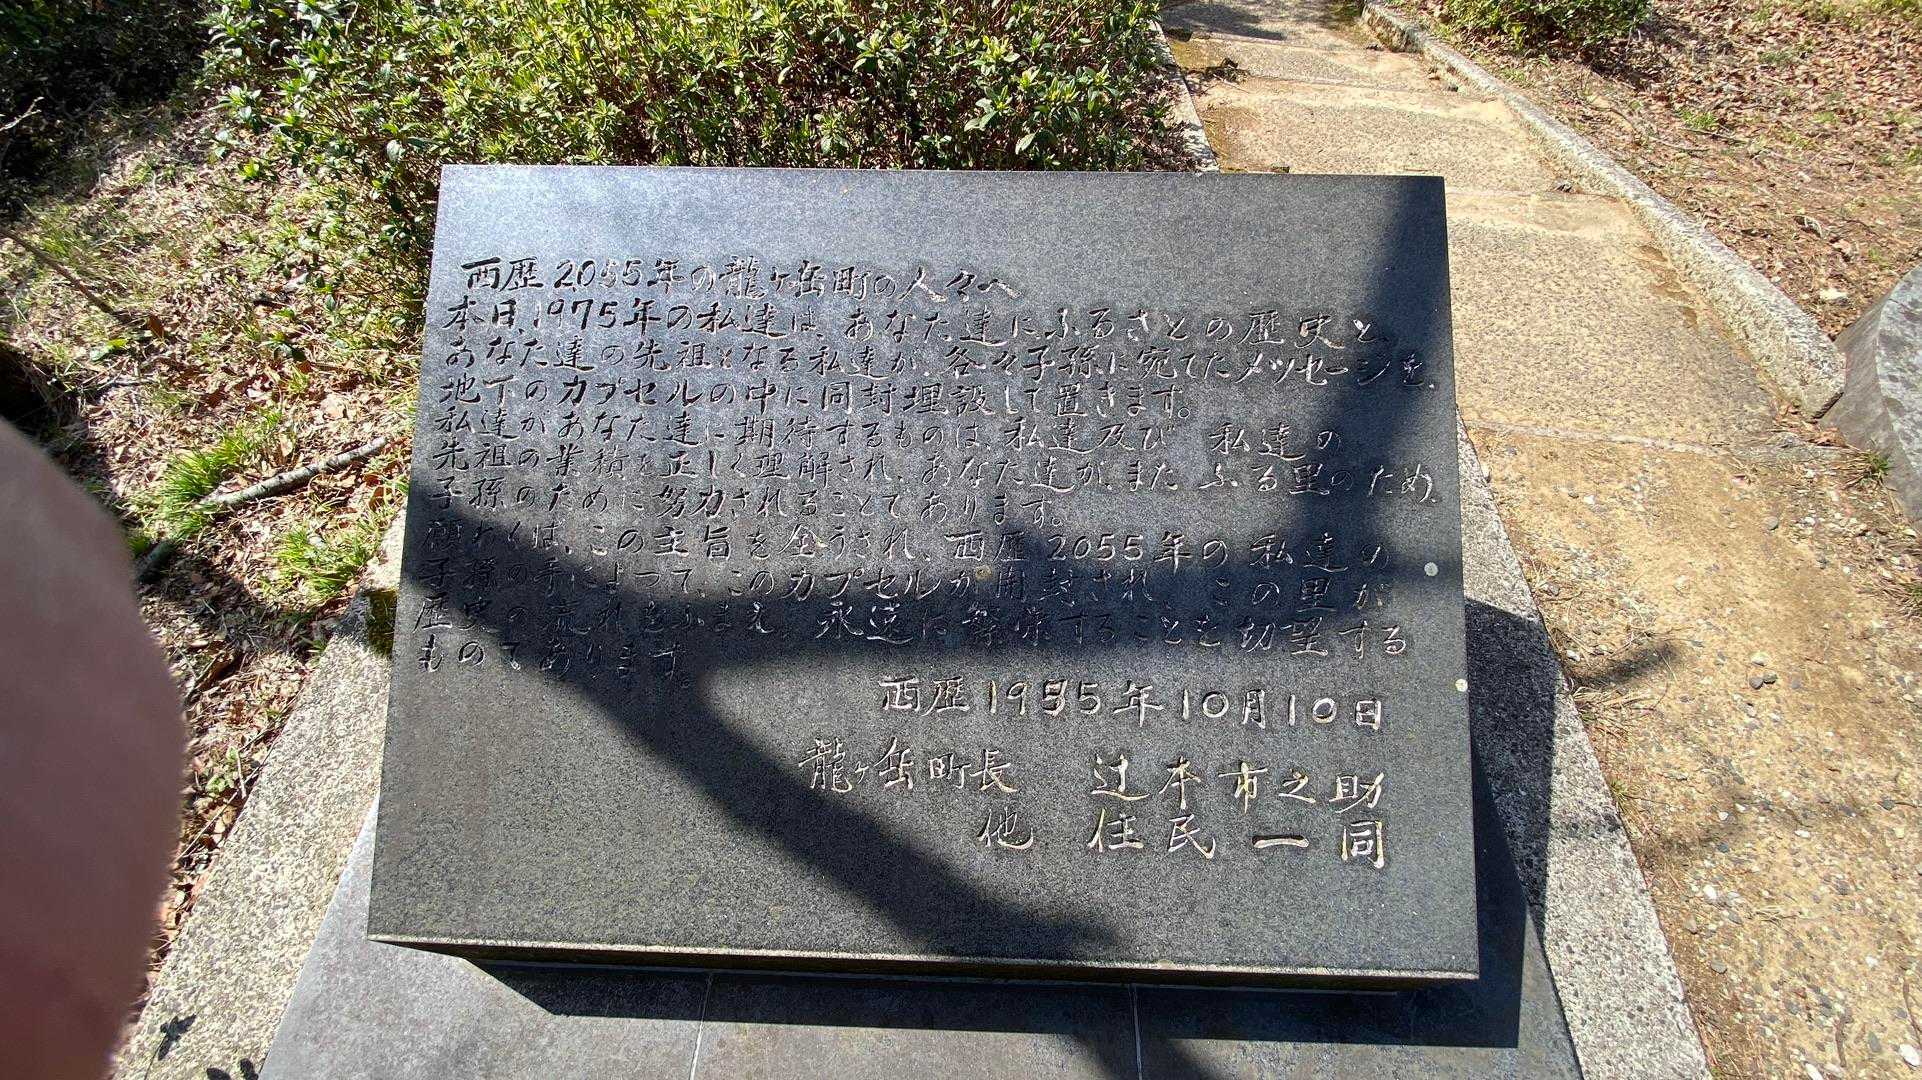 西歴2055年の龍ヶ岳町の人々へ
本日、1975年の私達は、あなた達にふるさとの歴史と、
あなた達の先祖となる私達が、各々子孫に宛てたメッセージを、
地下のカプセルの中に同封埋設して置きます。
私達があなた達に期待するものは、私達及び 私達の
先祖の業積を正しく理解され、あなた達が、また ふる里のため、
子孫のために努力されることであります。
願わくは、この主旨を全うされ、西歴2055年の私達の
子孫の手によって、このカプセルが開封され、この里が
歴史の流れをふまえ、永遠に繁栄することを切望する
ものであります。
西歴1975年10月10日
龍ヶ岳町長 辻本市之助
他 住民一同